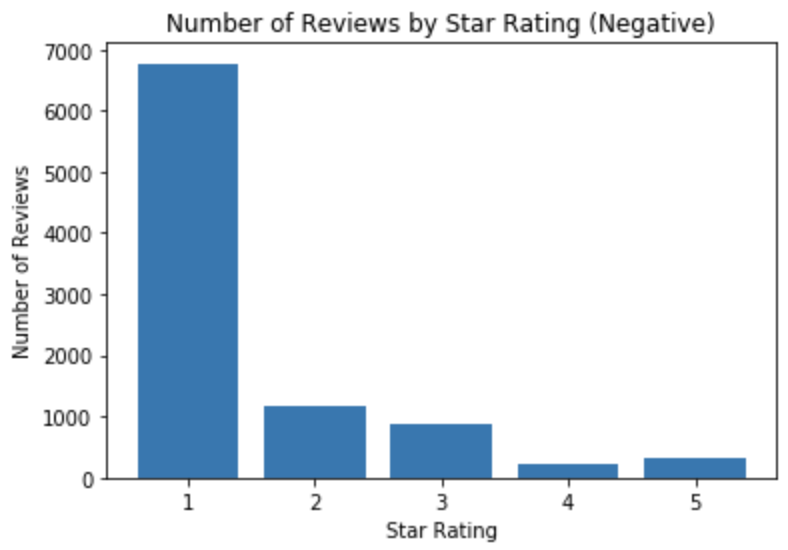 Number of Reviews by Star Rating (Negative)
7000
6000
5000
4000
3000
2000
1000
0
Number of Reviews
1 2 3 4 5
Star Rating